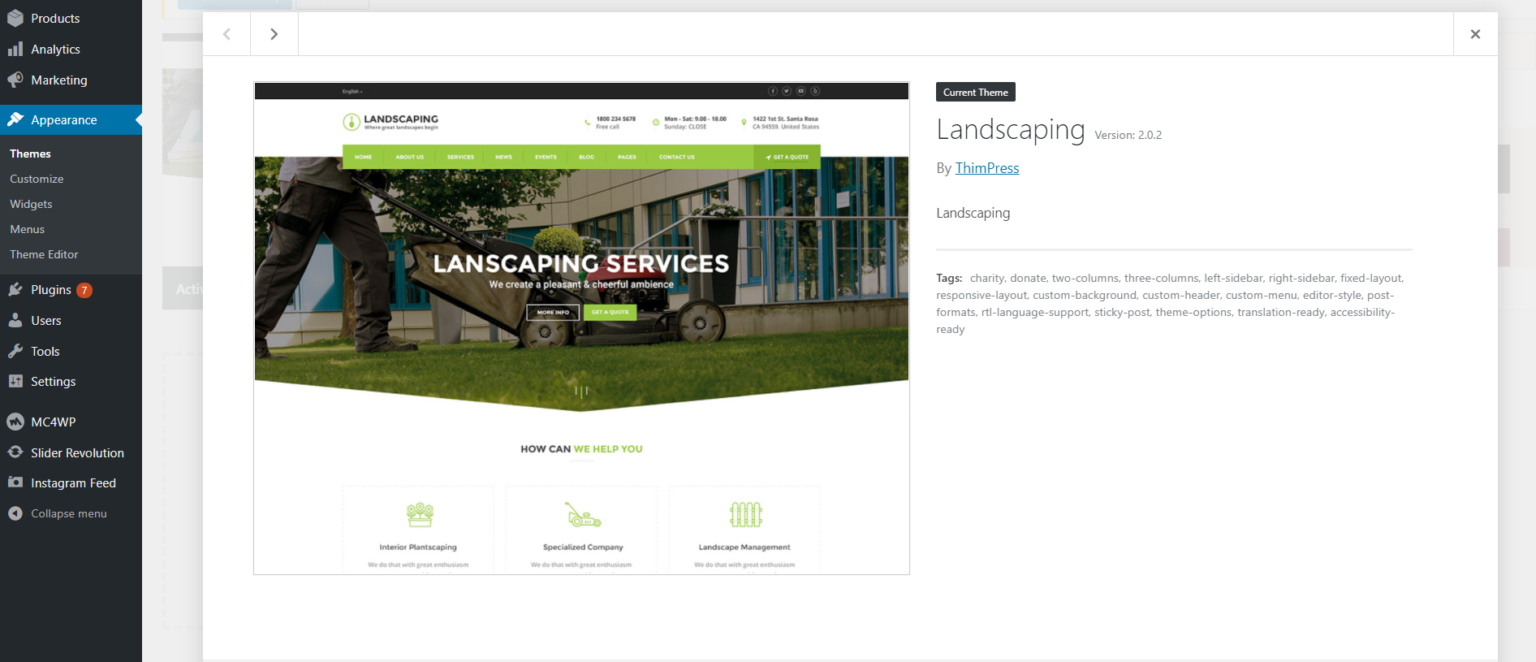 Products
Analytics
Marketing
Appearance
Themes
Customize
Widgets
Menus
Theme Editor
Plugins 7
Users
Tools
Settings
MC4WP
Slider Revolution
Instagram Feed
Collapse menu
Activ
English
LANDSCAPING
Where great landscapes begin
1800 234 5678
Free call
Mon - Sat: 9.00 - 18.00
Sunday: CLOSE
1422 1st St. Santa Rosa
CA 94559. United States
HOME ABOUT US SERVICES NEWS EVENTS BLOG PAGES CONTACT US GET A QUOTE
LANSCAPING SERVICES
We create a pleasant & cheerful ambience
MORE INFO GET A QUOTE
HOW CAN WE HELP YOU
Interior Plantscaping
We do that with great enthusiasm
Specialized Company
We do that with great enthusiasm
Landscape Management
We do that with great enthusiasm
Current Theme
Landscaping Version: 2.0.2
By ThimPress
Landscaping
Tags: charity, donate, two-columns, three-columns, left-sidebar, right-sidebar, fixed-layout,
responsive-layout, custom-background, custom-header, custom-menu, editor-style, post-
formats, rtl-language-support, sticky-post, theme-options, translation-ready, accessibility-
ready